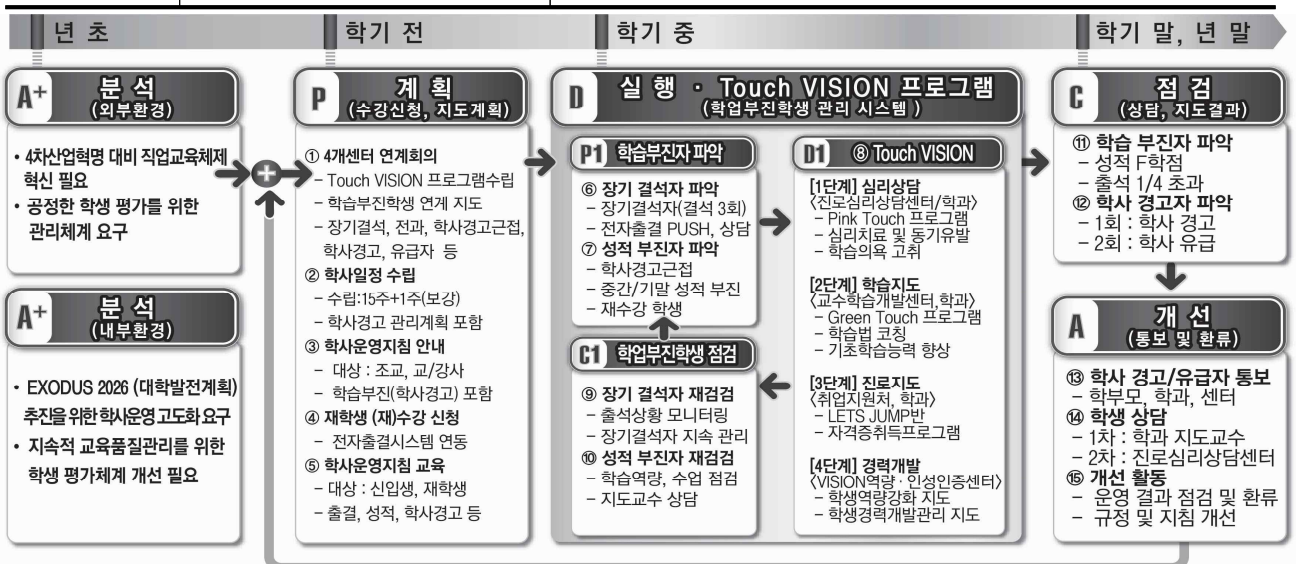 년 초
학기 전
학기 중
학기 말, 년 말
A+
분 석
(외부환경)
• 4차산업혁명 대비 직업교육체제
혁신 필요
• 공정한 학생 평가를 위한
관리체계 요구
A+
분 석
(내부환경)
• EXODUS 2026 (대학발전계획)
추진을 위한 학사운영 고도화 요구
• 지속적 교육품질관리를 위한
학생 평가체계 개선 필요
P
계 획
(수강신청, 지도계획)
① 4개센터 연계회의
– Touch VISION 프로그램수립
– 학습부진학생 연계 지도
– 장기결석, 전과, 학사경고근접,
학사경고, 유급자 등
② 학사일정 수립
– 수립:15주+1주(보강)
– 학사경고 관리계획 포함
③ 학사운영지침 안내
– 대상 : 조교, 교/강사
– 학습부진(학사경고) 포함
④ 재학생 (재)수강 신청
– 전자출결시스템 연동
⑤ 학사운영지침 교육
– 대상 : 신입생, 재학생
– 출결, 성적, 학사경고 등
D
실 행 · Touch VISION 프로그램
(학업부진학생 관리 시스템)
P1 학습부진자 파악
⑥ 장기 결석자 파악
– 장기결석자(결석 3회)
– 전자출결 PUSH, 상담
⑦ 성적 부진자 파악
– 학사경고근접
– 중간/기말 성적 부진
– 재수강 학생
C1 학업부진학생 점검
⑨ 장기 결석자 재검검
– 출석상황 모니터링
– 장기결석자 지속 관리
⑩ 성적 부진자 재검검
– 학습역량, 수업 점검
– 지도교수 상담
D1 ⑧ Touch VISION
[1단계] 심리상담
〈진로심리상담센터/학과〉
– Pink Touch 프로그램
– 심리치료 및 동기유발
– 학습의욕 고취
[2단계] 학습지도
〈교수학습개발센터,학과〉
– Green Touch 프로그램
– 학습법 코칭
– 기초학습능력 향상
[3단계] 진로지도
〈취업지원처, 학과〉
– LETS JUMP반
– 자격증취득프로그램
[4단계] 경력개발
〈VISION역량 · 인성인증센터〉
– 학생역량강화 지도
– 학생경력개발관리 지도
C
점 검
(상담, 지도결과)
⑪ 학습 부진자 파악
– 성적 F학점
– 출석 1/4 초과
⑫ 학사 경고자 파악
– 1회 : 학사 경고
– 2회 : 학사 유급
A
개 선
(통보 및 환류)
⑬ 학사 경고/유급자 통보
– 학부모, 학과, 센터
⑭ 학생 상담
– 1차 : 학과 지도교수
– 2차 : 진로심리상담센터
⑮ 개선 활동
– 운영 결과 점검 및 환류
– 규정 및 지침 개선